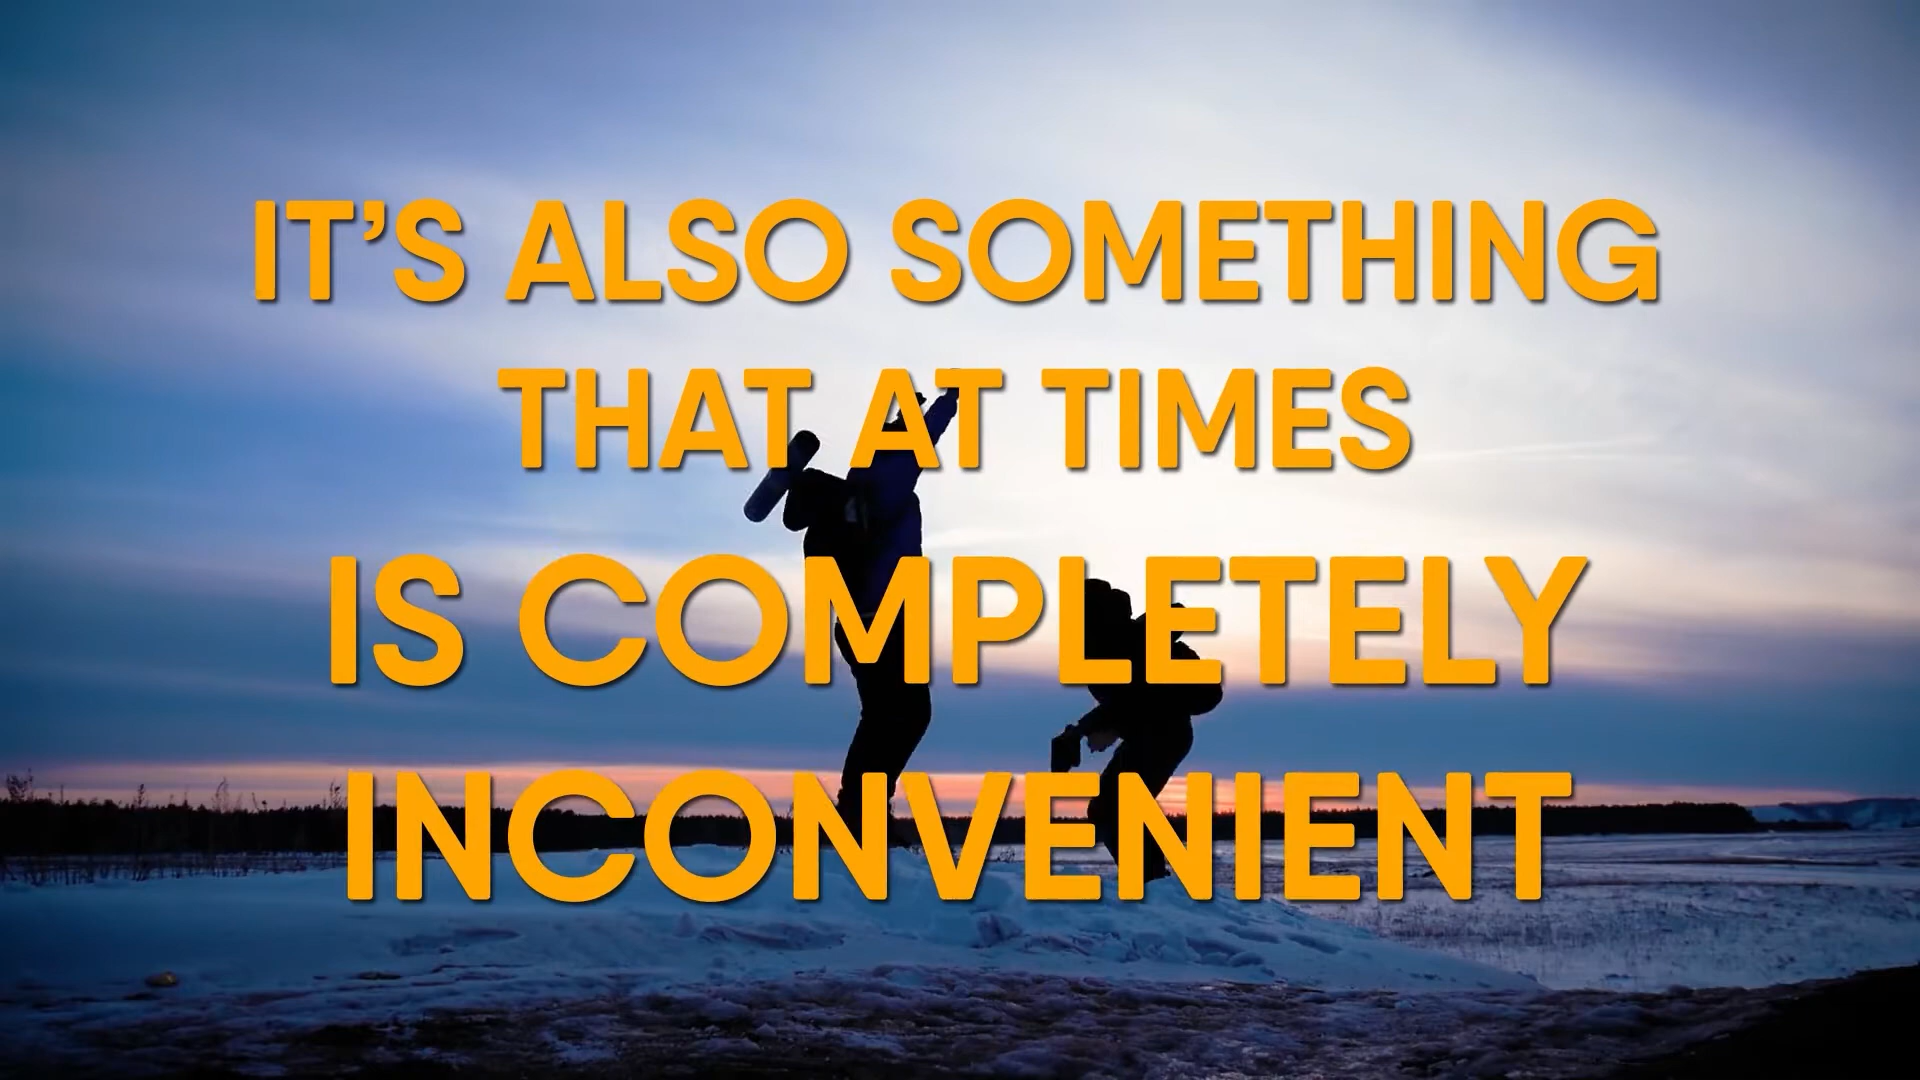 IT’S ALSO SOMETHING
THAT AT TIMES
IS COMPLETELY
INCONVENIENT